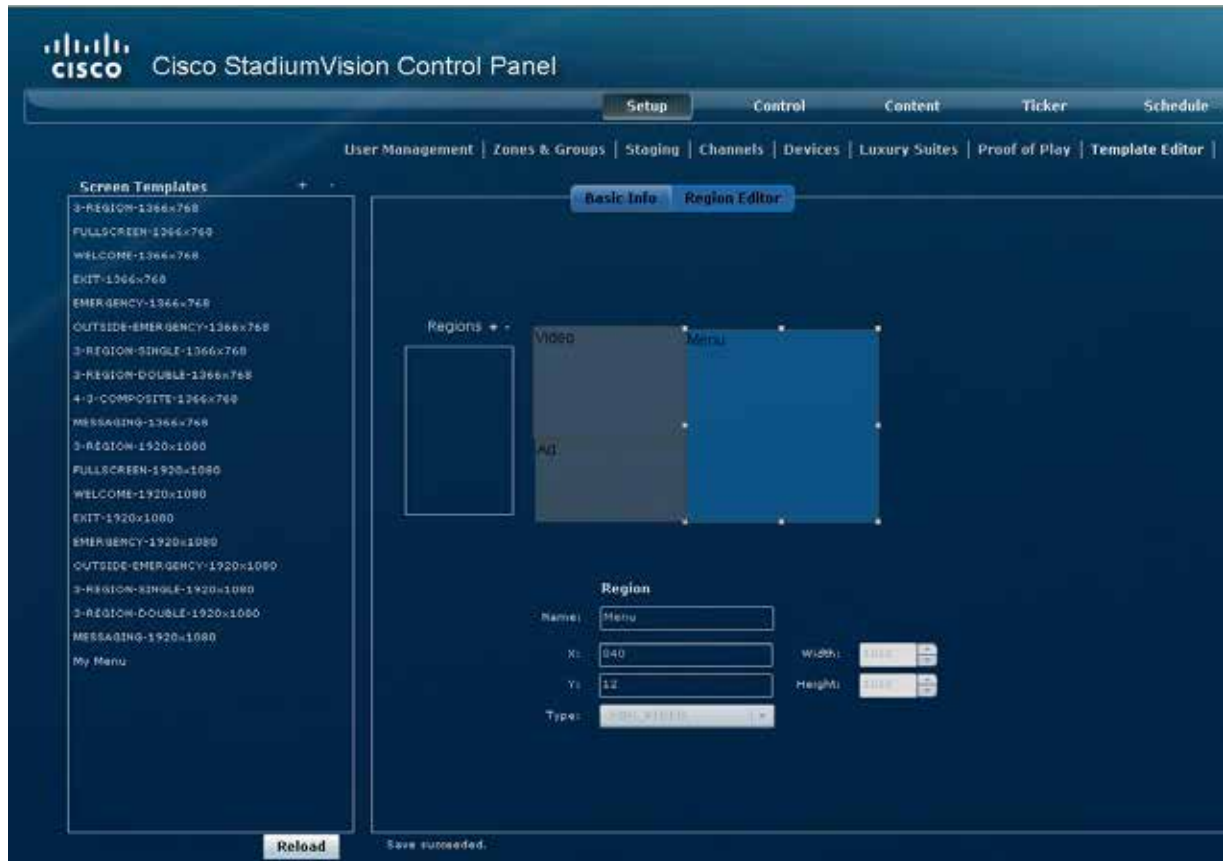 CISCO Cisco StadiumVision Control Panel
Setup Control Content Ticker Schedule
User Management | Zones & Groups | Staging | Channels | Devices | Luxury Suites | Proof of Play | Template Editor |
Screen Templates + -
Basic Info Region Editor
3-REGION-1366x768
FULLSCREEN-1366x768
WELCOME-1366x768
EXIT-1366x768
EMERGENCY-1366x768
OUTSIDE-EMERGENCY-1366x768
3-REGION-SINGLE-1366x768
3-REGION-DOUBLE-1366x768
4-3-COMPOSITE-1366x768
MESSAGING-1366x768
3-REGION-1920x1080
FULLSCREEN-1920x1080
WELCOME-1920x1080
EXIT-1920x1080
EMERGENCY-1920x1080
OUTSIDE-EMERGENCY-1920x1080
3-REGION-SINGLE-1920x1080
3-REGION-DOUBLE-1920x1080
MESSAGING-1920x1080
My Menu
Regions + -
Video
Menu
Ad
Region
Name: Menu
X: 840
Width:
Y: 12
Height:
Type:
Reload
Save succeeded.